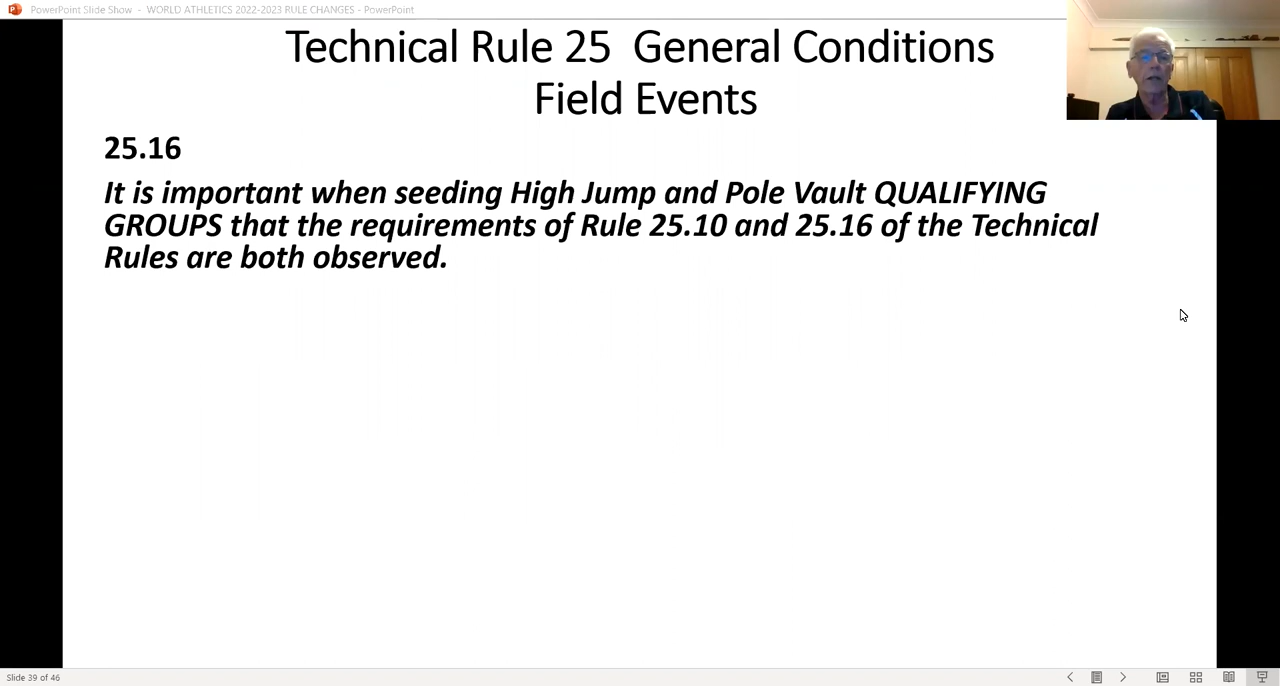 PowerPoint Slide Show - WORLD ATHLETICS 2022-2023 RULE CHANGES - PowerPoint
Technical Rule 25 General Conditions
Field Events
25.16
It is important when seeding High Jump and Pole Vault QUALIFYING
GROUPS that the requirements of Rule 25.10 and 25.16 of the Technical
Rules are both observed.
Slide 39 of 46